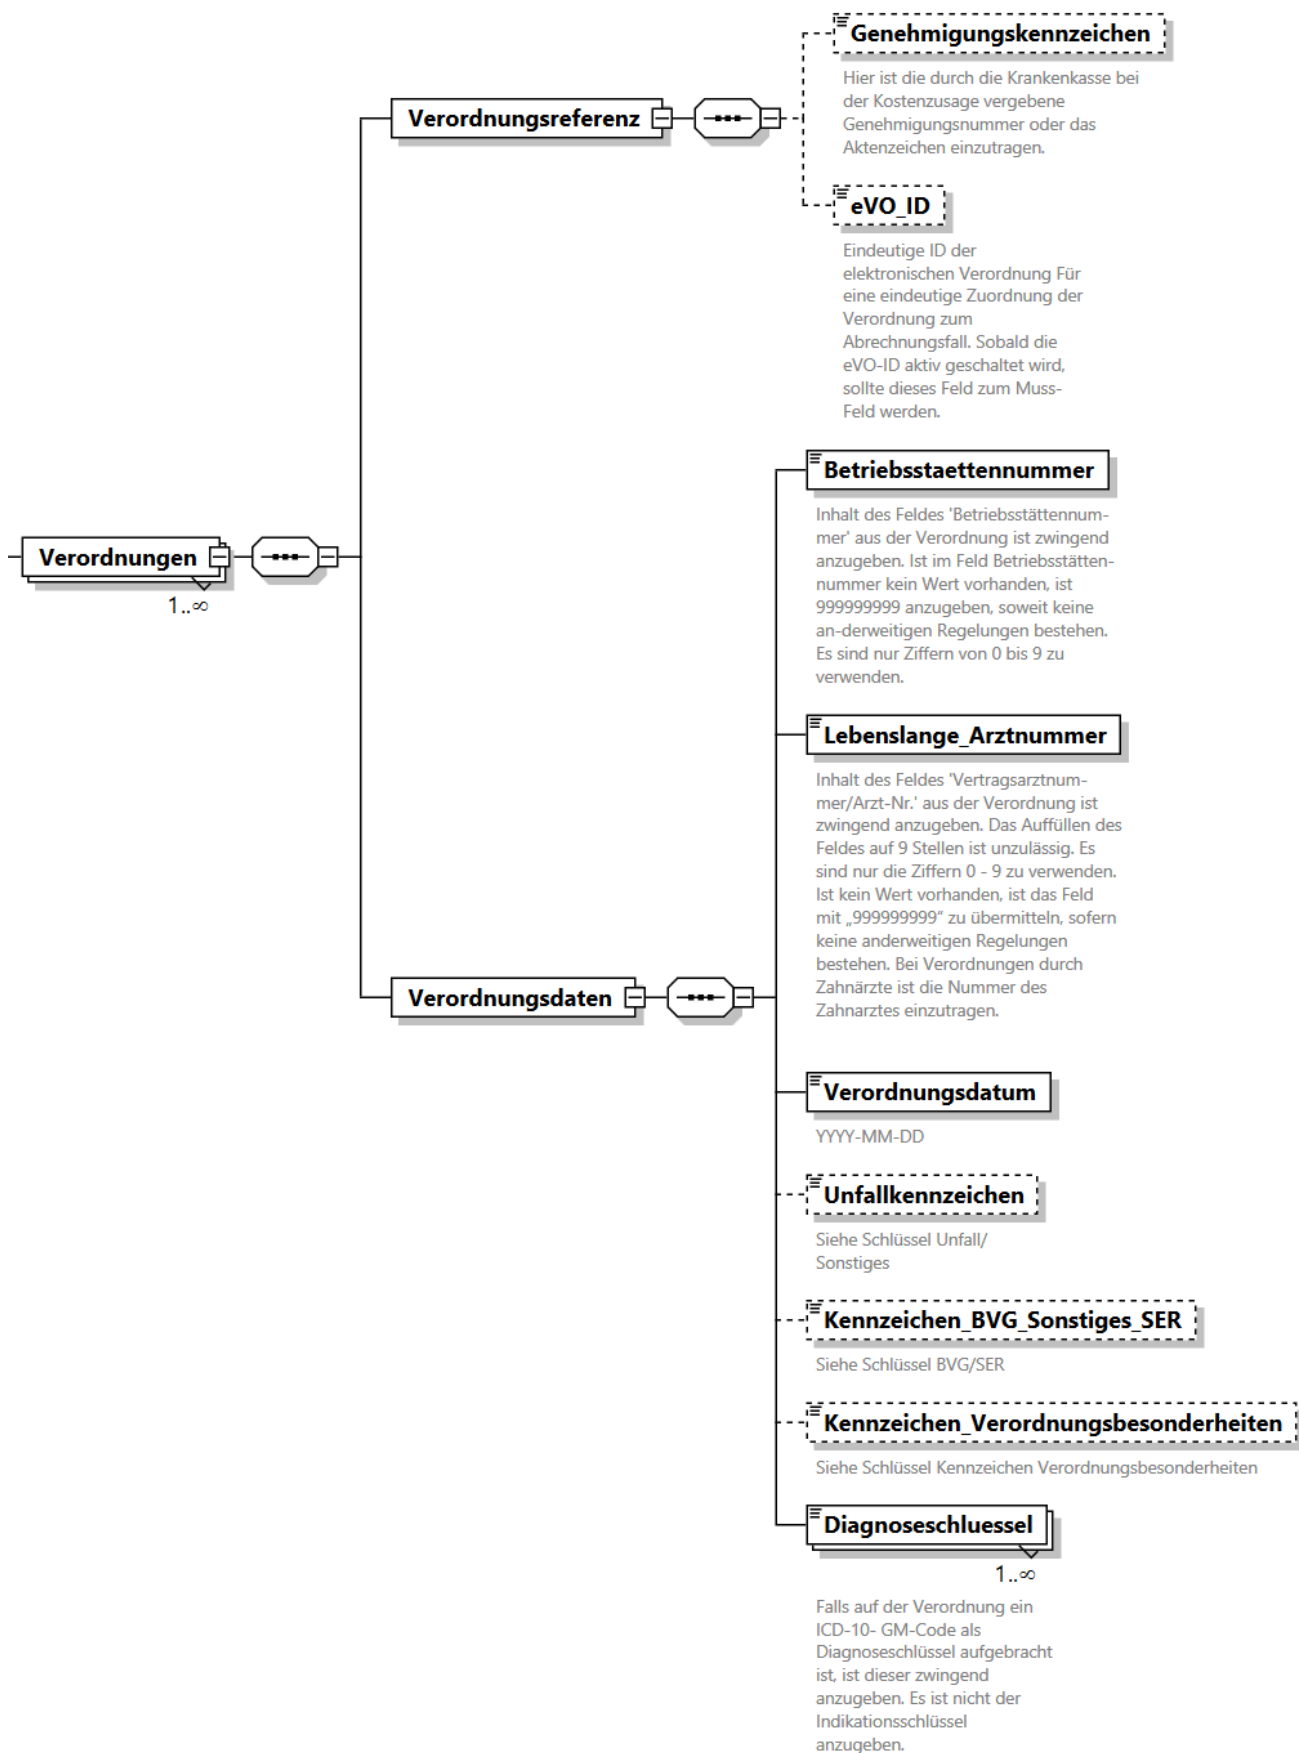 Genehmigungskennzeichen
Hier ist die durch die Krankenkasse bei
der Kostenzusage vergebene
Genehmigungsnummer oder das
Aktenzeichen einzutragen.
Verordnungsreferenz
eVO_ID
Eindeutige ID der
elektronischen Verordnung Für
eine eindeutige Zuordnung der
Verordnung zum
Abrechnungsfall. Sobald die
eVO-ID aktiv geschaltet wird,
sollte dieses Feld zum Muss-
Feld werden.
Verordnungen
1..∞
Betriebsstaettennummer
Inhalt des Feldes 'Betriebsstättennum-
mer' aus der Verordnung ist zwingend
anzugeben. Ist im Feld Betriebsstätten-
nummer kein Wert vorhanden, ist
999999999 anzugeben, soweit keine
an-derweitigen Regelungen bestehen.
Es sind nur Ziffern von 0 bis 9 zu
verwenden.
Lebenslange_Arztnummer
Inhalt des Feldes 'Vertragsarztnum-
mer/Arzt-Nr.' aus der Verordnung ist
zwingend anzugeben. Das Auffüllen des
Feldes auf 9 Stellen ist unzulässig. Es
sind nur die Ziffern 0 - 9 zu verwenden.
Ist kein Wert vorhanden, ist das Feld
mit „999999999" zu übermitteln, sofern
keine anderweitigen Regelungen
bestehen. Bei Verordnungen durch
Zahnärzte ist die Nummer des
Zahnarztes einzutragen.
Verordnungsdaten
Verordnungsdatum
YYYY-MM-DD
Unfallkennzeichen
Siehe Schlüssel Unfall/
Sonstiges
Kennzeichen_BVG_Sonstiges_SER
Siehe Schlüssel BVG/SER
Kennzeichen_Verordnungsbesonderheiten
Siehe Schlüssel Kennzeichen Verordnungsbesonderheiten
Diagnoseschluessel
1..∞
Falls auf der Verordnung ein
ICD-10- GM-Code als
Diagnoseschlüssel aufgebracht
ist, ist dieser zwingend
anzugeben. Es ist nicht der
Indikationsschlüssel
anzugeben.